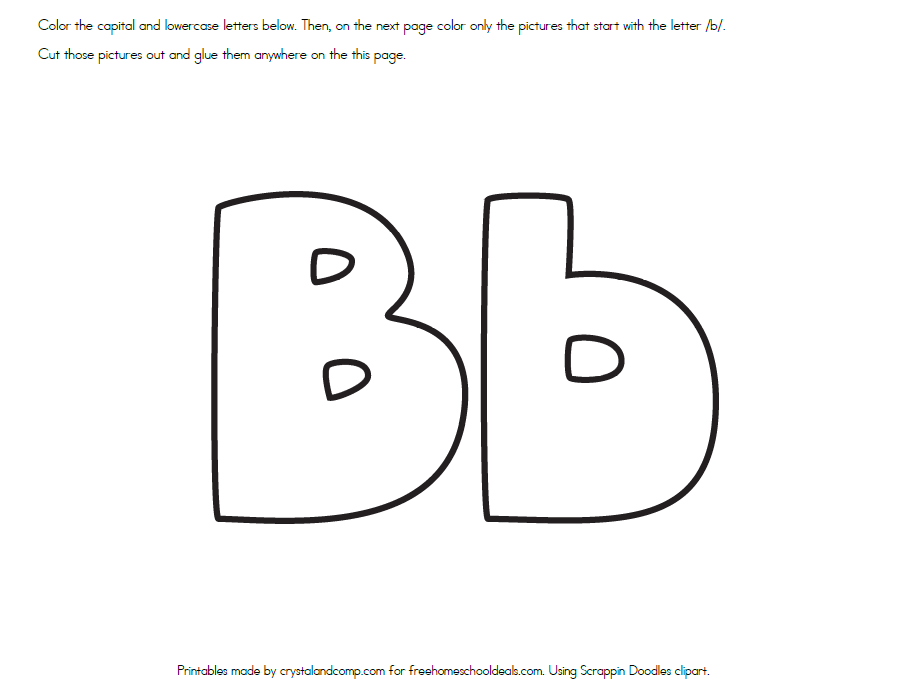 Color the capital and lowercase letters below. Then, on the next page color only the pictures that start with the letter /b/.
Cut those pictures out and glue them anywhere on the this page.
Bb
Printables made by crystalandcomp.com for freehomeschooldeals.com. Using Scrappin Doodles clipart.